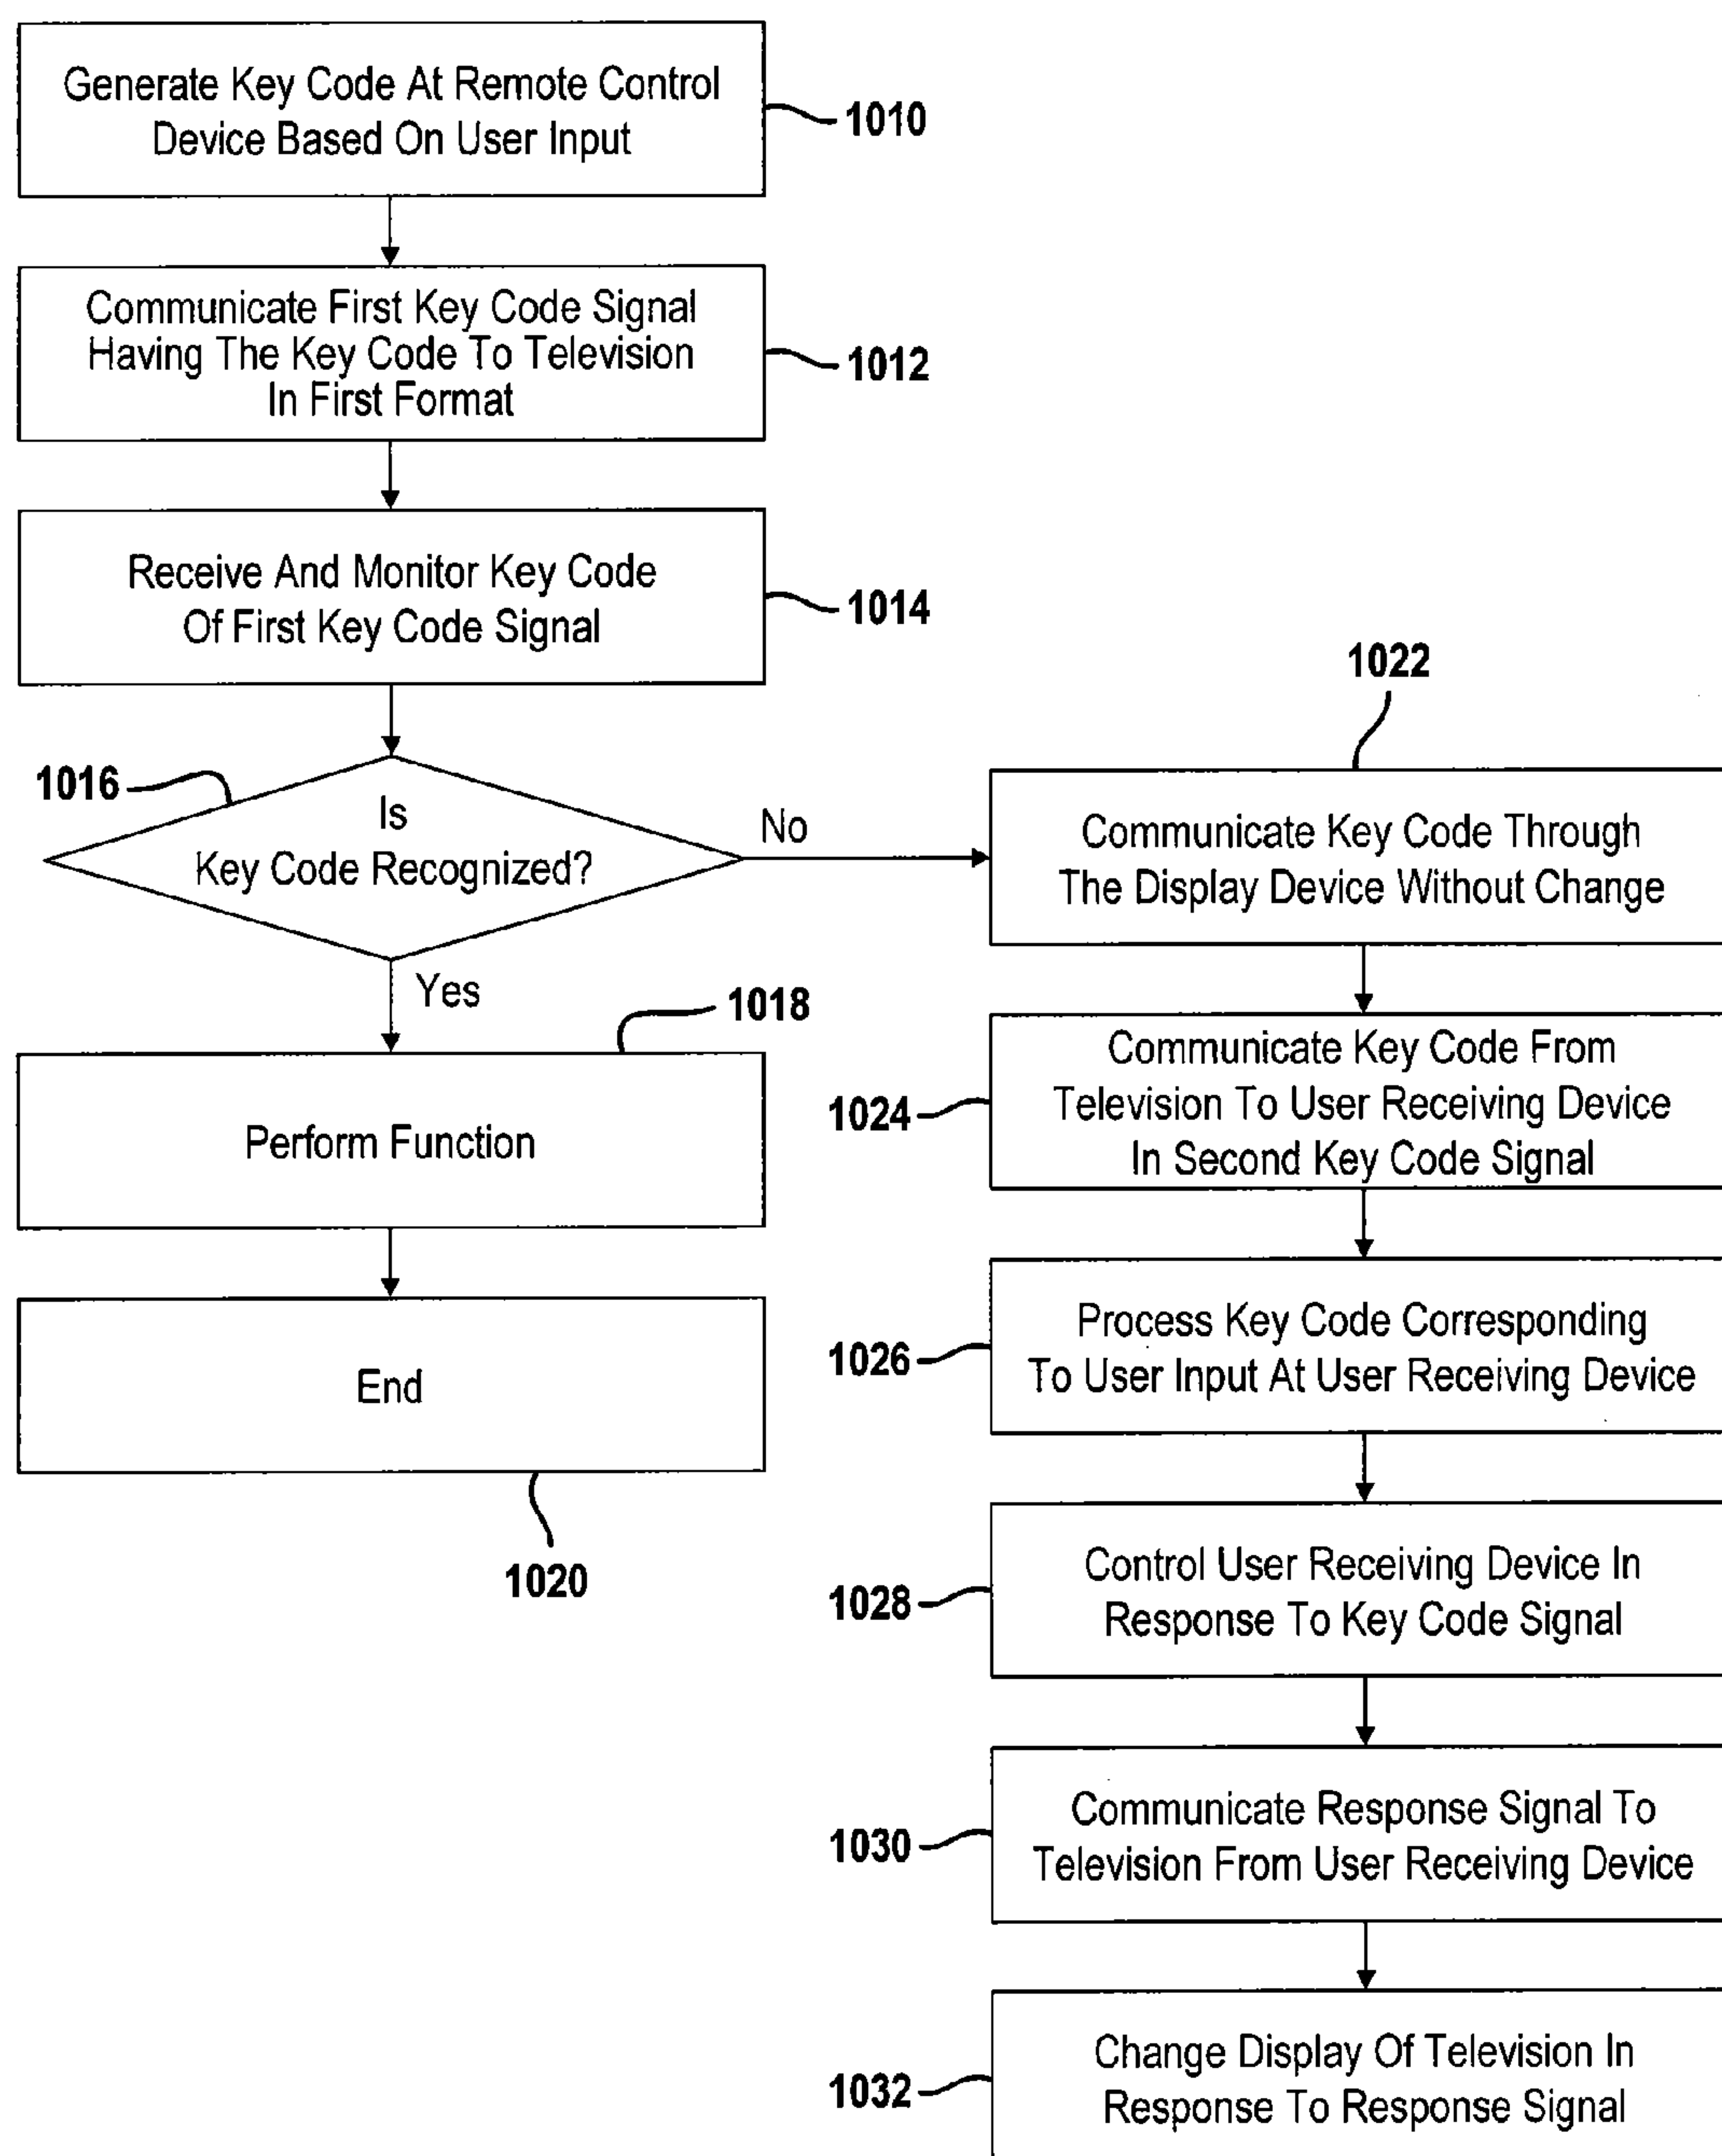 Generate Key Code At Remote Control
Device Based On User Input
1010
Communicate First Key Code Signal
Having The Key Code To Television
In First Format
1012
Receive And Monitor Key Code
Of First Key Code Signal
1014
1016
Is
Key Code Recognized?
No
Yes
1018
Perform Function
End
1020
1022
Communicate Key Code Through
The Display Device Without Change
Communicate Key Code From
Television To User Receiving Device
In Second Key Code Signal
1024
Process Key Code Corresponding
To User Input At User Receiving Device
1026
Control User Receiving Device In
Response To Key Code Signal
1028
Communicate Response Signal To
Television From User Receiving Device
1030
Change Display Of Television In
Response To Response Signal
1032